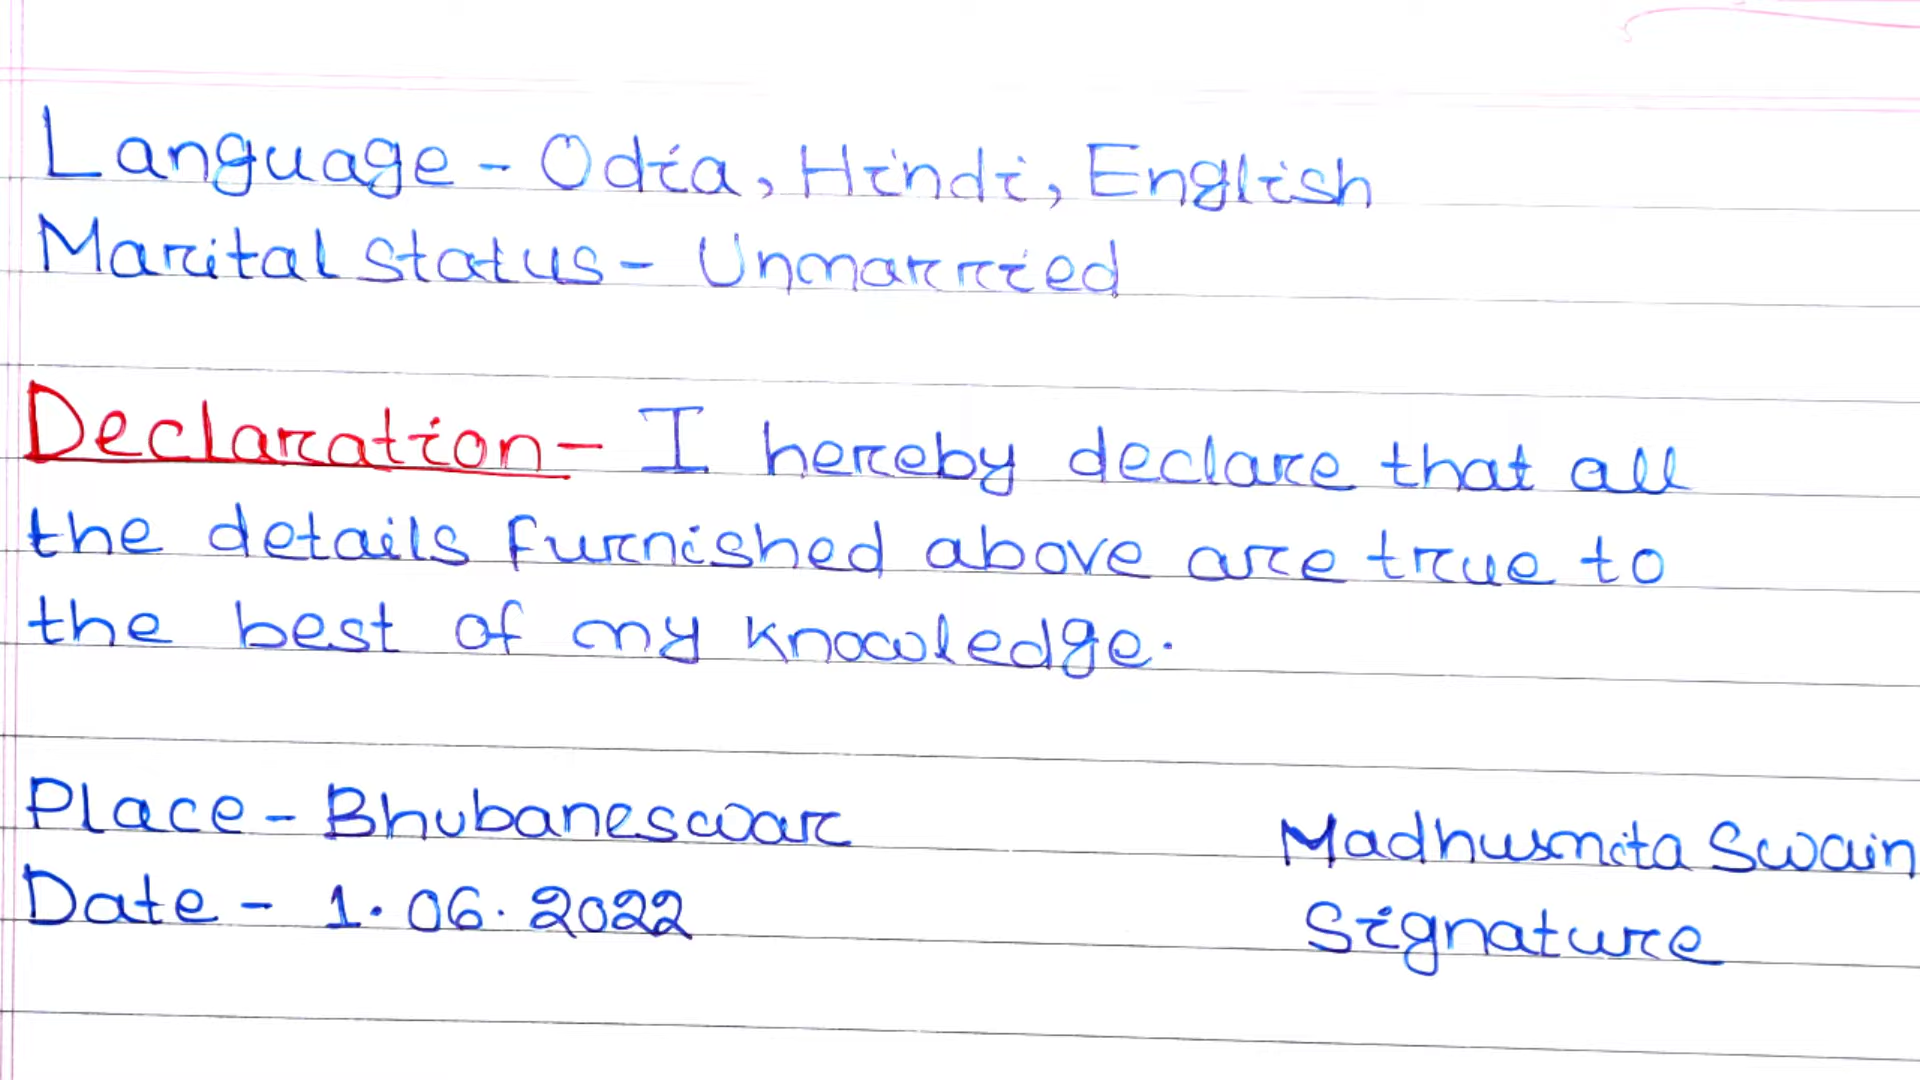 Language - Odia, Hindi, English
Marital Status - Unmarried
Declaration - I hereby declare that all
the details furnished above are true to
the best of my knowledge.
Place - Bhubaneswar
Date - 1.06.2022
Madhusmita Swain
Signature